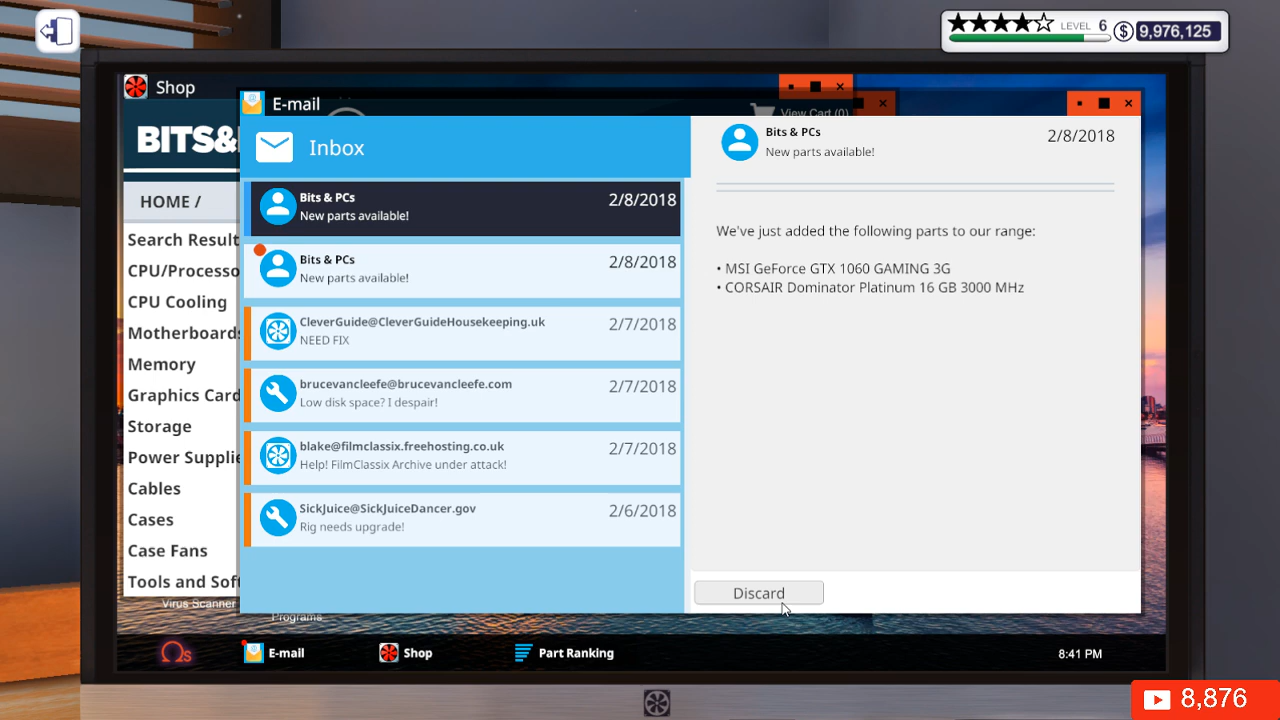 LEVEL 6
$ 9,976,125
Shop
E-mail
View Cart (0)
BITS&
Inbox
Bits & PCs
2/8/2018
New parts available!
HOME /
Bits & PCs
2/8/2018
New parts available!
Search Result
CPU/Processo
CPU Cooling
Motherboards
Memory
Graphics Card
Storage
Power Supplie
Cables
Cases
Case Fans
Tools and Sof
Virus Scanner
Programs
Bits & PCs
2/8/2018
New parts available!
CleverGuide@CleverGuideHousekeeping.uk
2/7/2018
NEED FIX
brucevancleefe@brucevancleefe.com
2/7/2018
Low disk space? I despair!
blake@filmclassix.freehosting.co.uk
2/7/2018
Help! FilmClassix Archive under attack!
SickJuice@SickJuiceDancer.gov
2/6/2018
Rig needs upgrade!
We've just added the following parts to our range:
• MSI GeForce GTX 1060 GAMING 3G
• CORSAIR Dominator Platinum 16 GB 3000 MHz
Discard
Ωs
E-mail
Shop
Part Ranking
8:41 PM
8,876